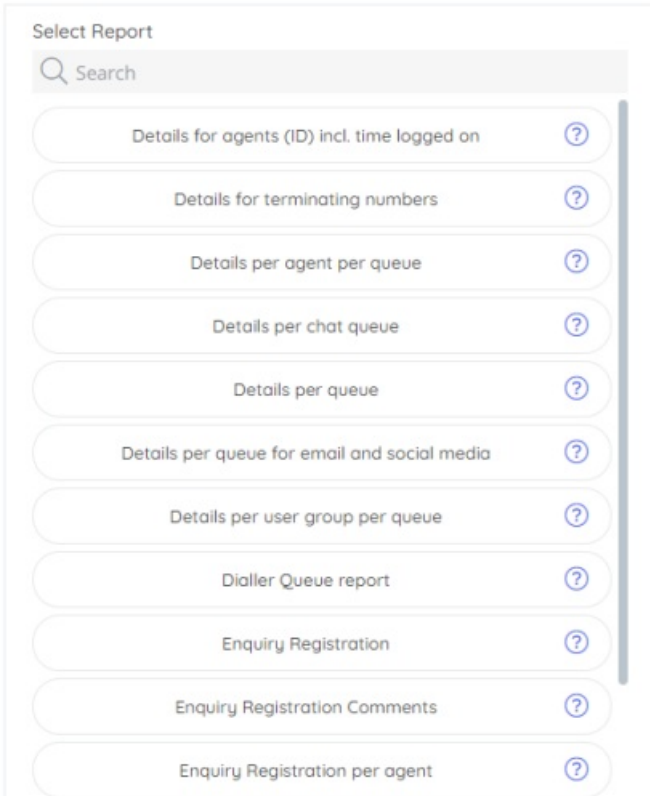 Select Report
Search
Details for agents (ID) incl. time logged on
?
Details for terminating numbers
?
Details per agent per queue
?
Details per chat queue
?
Details per queue
?
Details per queue for email and social media
?
Details per user group per queue
?
Dialler Queue report
?
Enquiry Registration
?
Enquiry Registration Comments
?
Enquiry Registration per agent
?